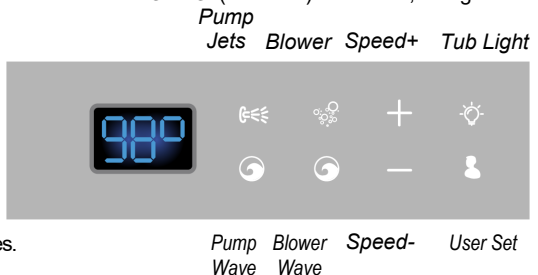 Pump
Jets Blower Speed+ Tub Light
98°
es.
Pump Blower Speed- User Set
Wave Wave